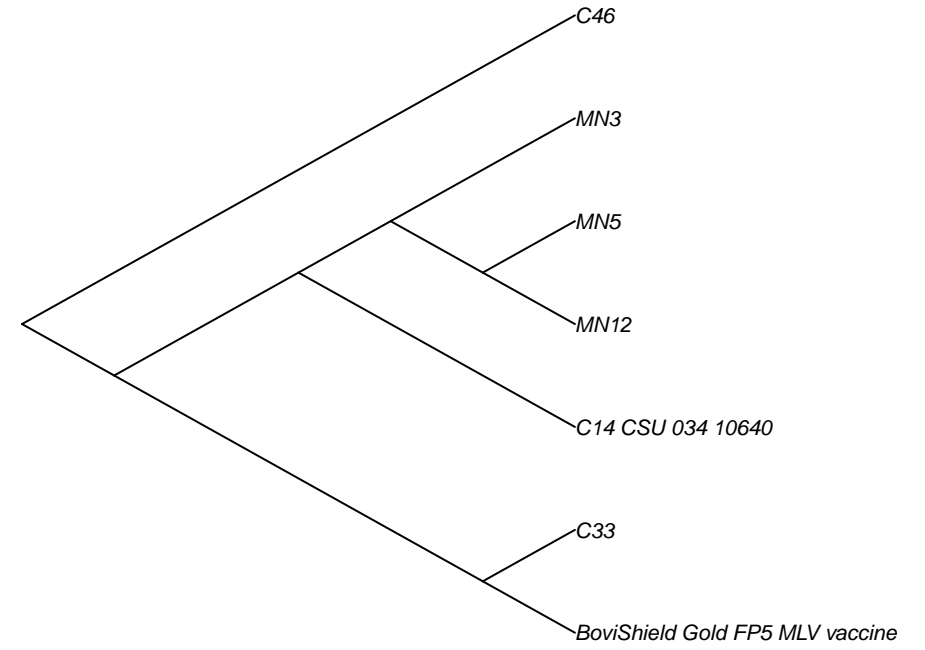 C46
MN3
MN5
MN12
C14 CSU 034 10640
C33
BoviShield Gold FP5 MLV vaccine